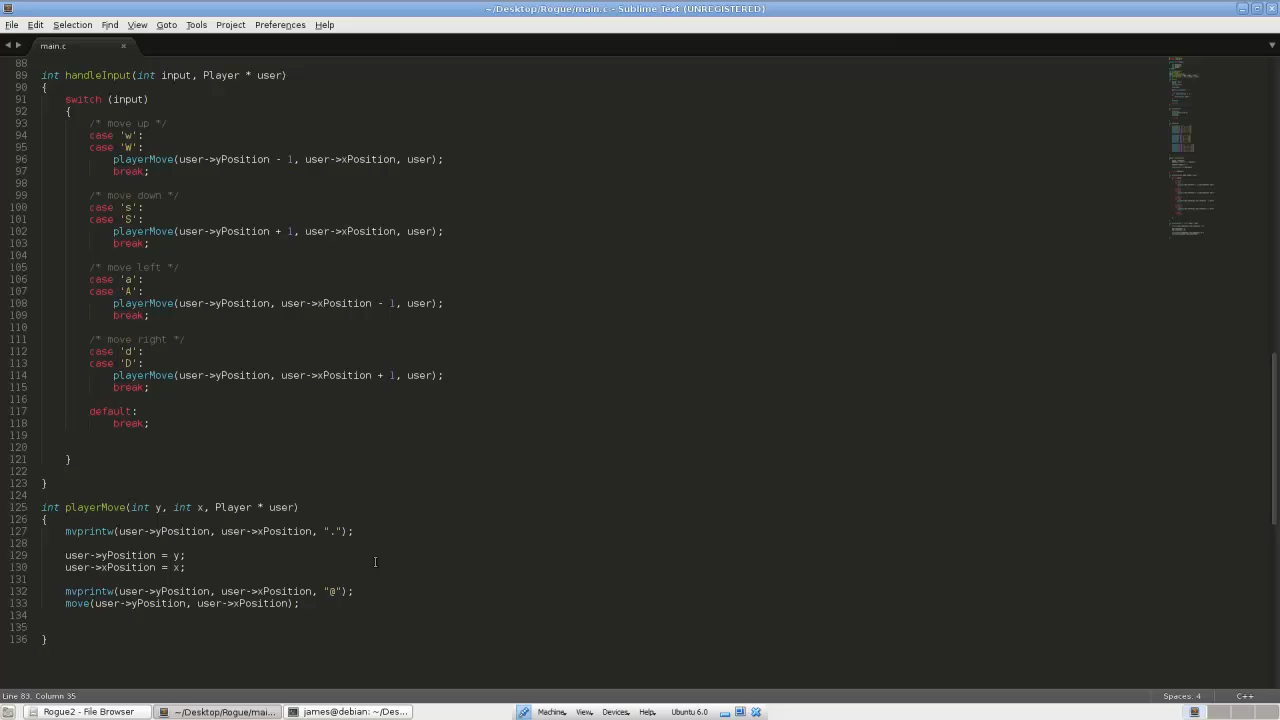 ~/Desktop/Rogue/main.c - Sublime Text (UNREGISTERED)
File Edit Selection Find View Goto Tools Project Preferences Help
main.c
88
89 int handleInput(int input, Player * user)
90 {
91 switch (input)
92 {
93 /* move up */
94 case 'w':
95 case 'W':
96 playerMove(user->yPosition - 1, user->xPosition, user);
97 break;
98
99 /* move down */
100 case 's':
101 case 'S':
102 playerMove(user->yPosition + 1, user->xPosition, user);
103 break;
104
105 /* move left */
106 case 'a':
107 case 'A':
108 playerMove(user->yPosition, user->xPosition - 1, user);
109 break;
110
111 /* move right */
112 case 'd':
113 case 'D':
114 playerMove(user->yPosition, user->xPosition + 1, user);
115 break;
116
117 default:
118 break;
119
120
121 }
122
123 }
124
125 int playerMove(int y, int x, Player * user)
126 {
127 mvprintw(user->yPosition, user->xPosition, ".");
128
129 user->yPosition = y;
130 user->xPosition = x;
131
132 mvprintw(user->yPosition, user->xPosition, "@");
133 move(user->yPosition, user->xPosition);
134
135
136 }
Line 83, Column 35 Spaces: 4 C++
Rogue2 - File Browser ~/Desktop/Rogue/mai... james@debian: ~/Des... Machine, View, Devices, Help, Ubuntu 6.0